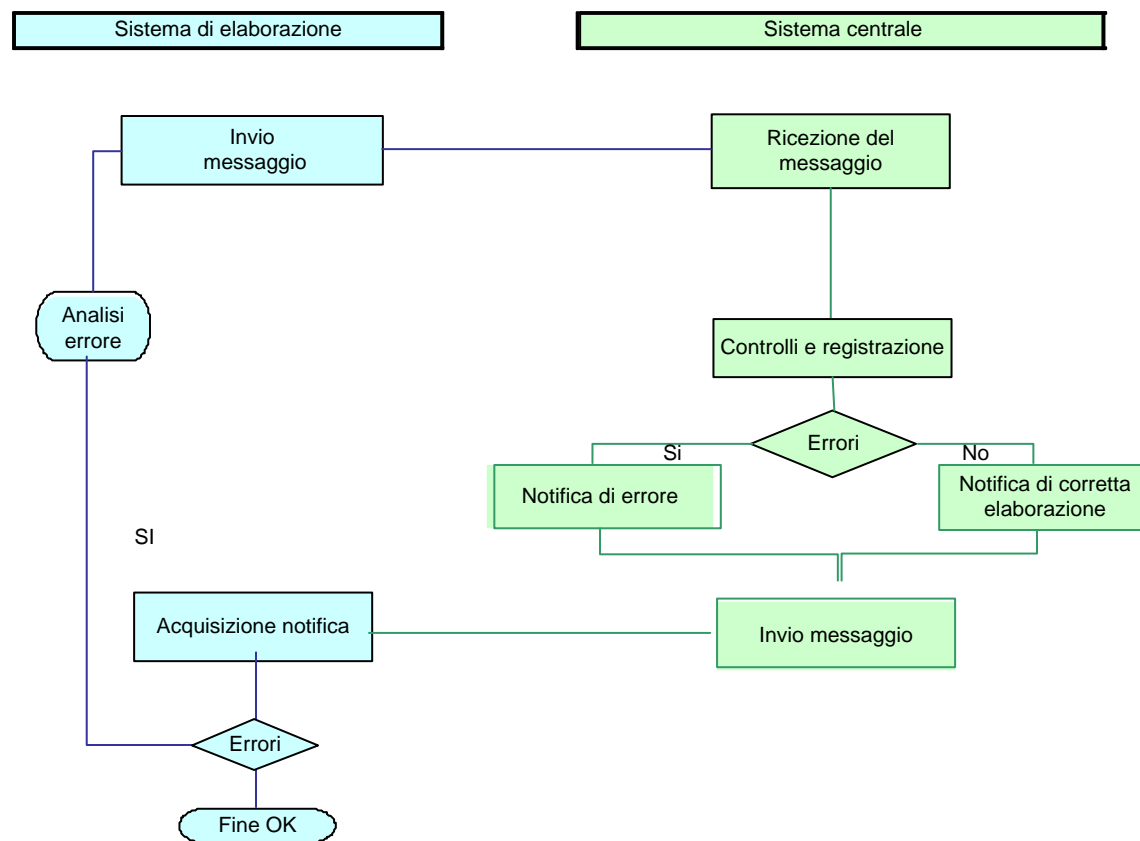 Sistema di elaborazione
Sistema centrale
Invio
messaggio
Ricezione del
messaggio
Analisi
errore
Controlli e registrazione
Errori
Si
No
Notifica di errore
Notifica di corretta
elaborazione
SI
Acquisizione notifica
Invio messaggio
Errori
Fine OK